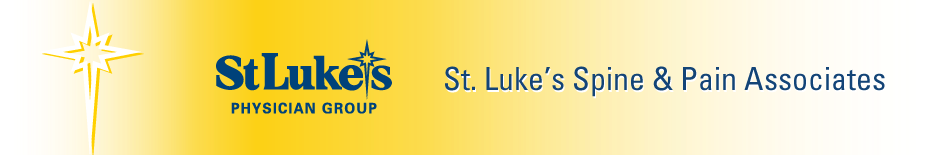 StLuke's
PHYSICIAN GROUP
St. Luke's Spine & Pain Associates